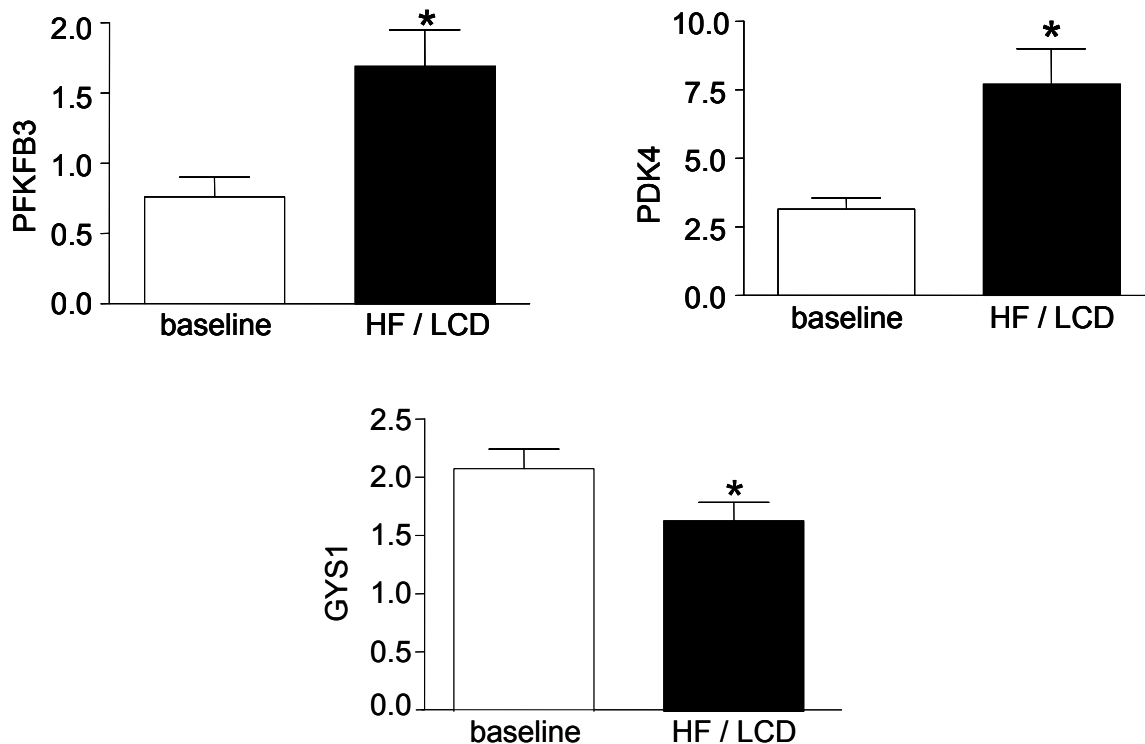 PFKFB3
2.0
1.5
1.0
0.5
0.0
*
baseline
HF / LCD
PDK4
10.0
7.5
5.0
2.5
0.0
*
baseline
HF / LCD
GYS1
2.5
2.0
1.5
1.0
0.5
0.0
*
baseline
HF / LCD